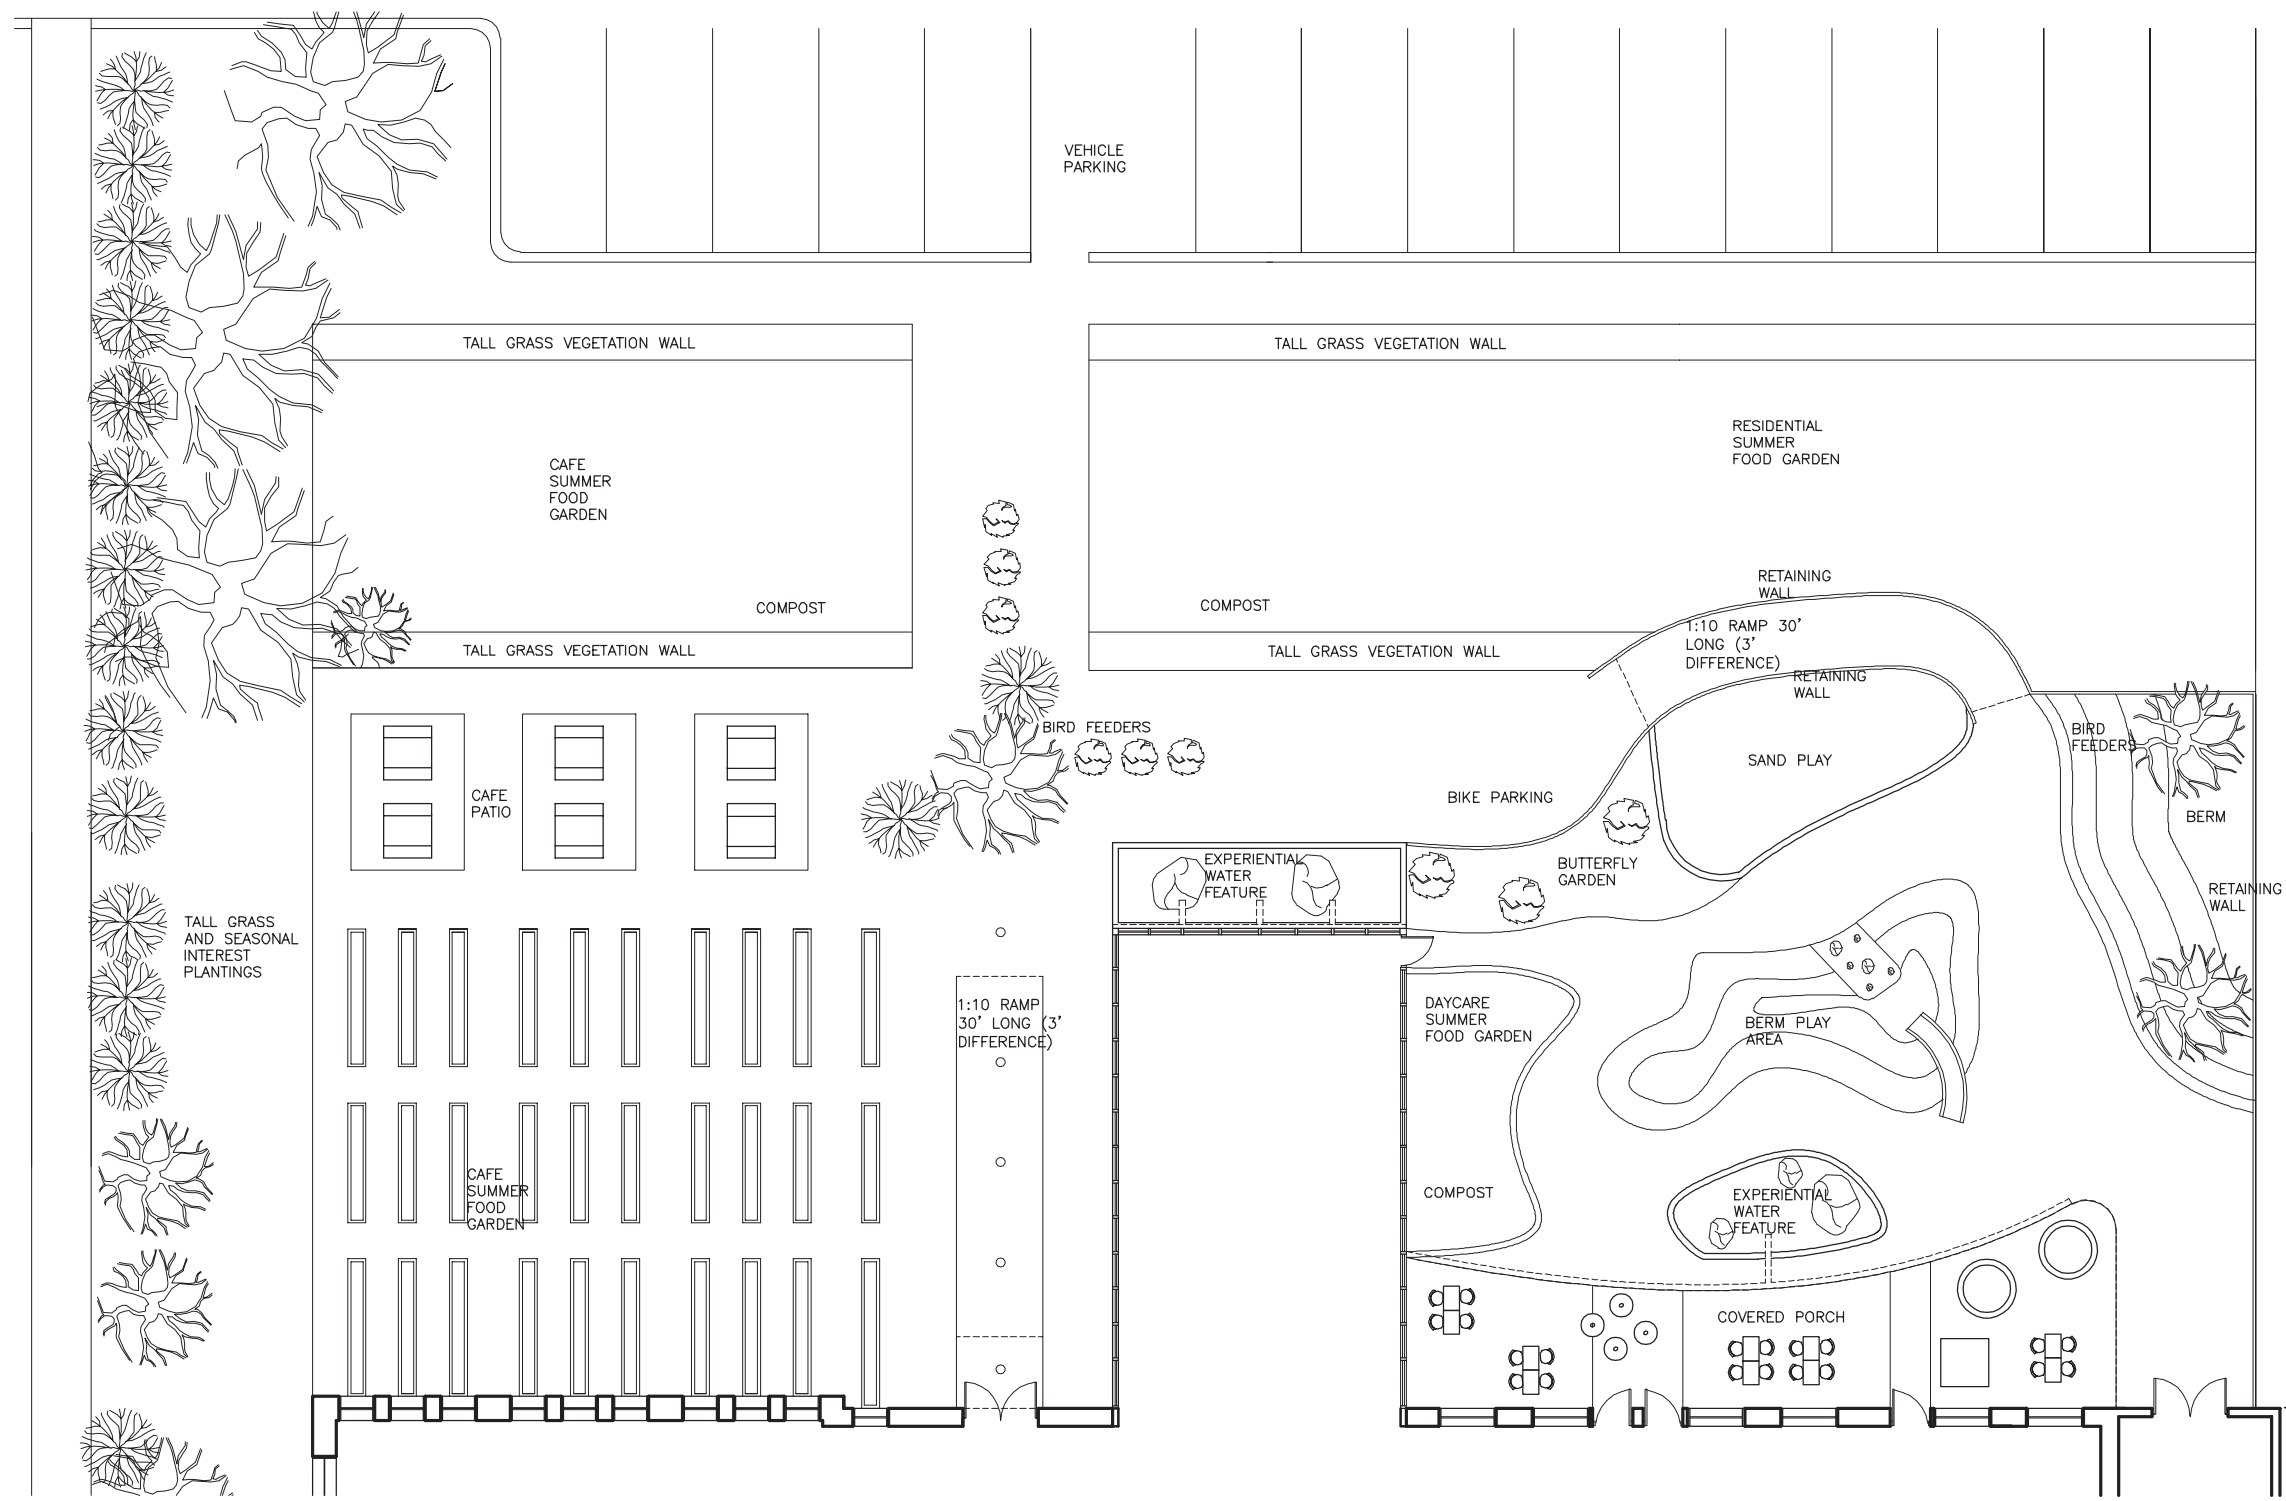 VEHICLE
PARKING
TALL GRASS VEGETATION WALL
TALL GRASS VEGETATION WALL
RESIDENTIAL
SUMMER
FOOD GARDEN
CAFE
SUMMER
FOOD
GARDEN
RETAINING
WALL
COMPOST
COMPOST
1:10 RAMP 30'
LONG (3'
DIFFERENCE)
TALL GRASS VEGETATION WALL
TALL GRASS VEGETATION WALL
RETAINING
WALL
BIRD FEEDERS
BIRD
FEEDERS
SAND PLAY
CAFE
PATIO
BIKE PARKING
BERM
EXPERIENTIAL
WATER
FEATURE
BUTTERFLY
GARDEN
RETAINING
WALL
TALL GRASS
AND SEASONAL
INTEREST
PLANTINGS
1:10 RAMP
30' LONG (3'
DIFFERENCE)
DAYCARE
SUMMER
FOOD GARDEN
BERM PLAY
AREA
CAFE
SUMMER
FOOD
GARDEN
COMPOST
EXPERIENTIAL
WATER
FEATURE
COVERED PORCH